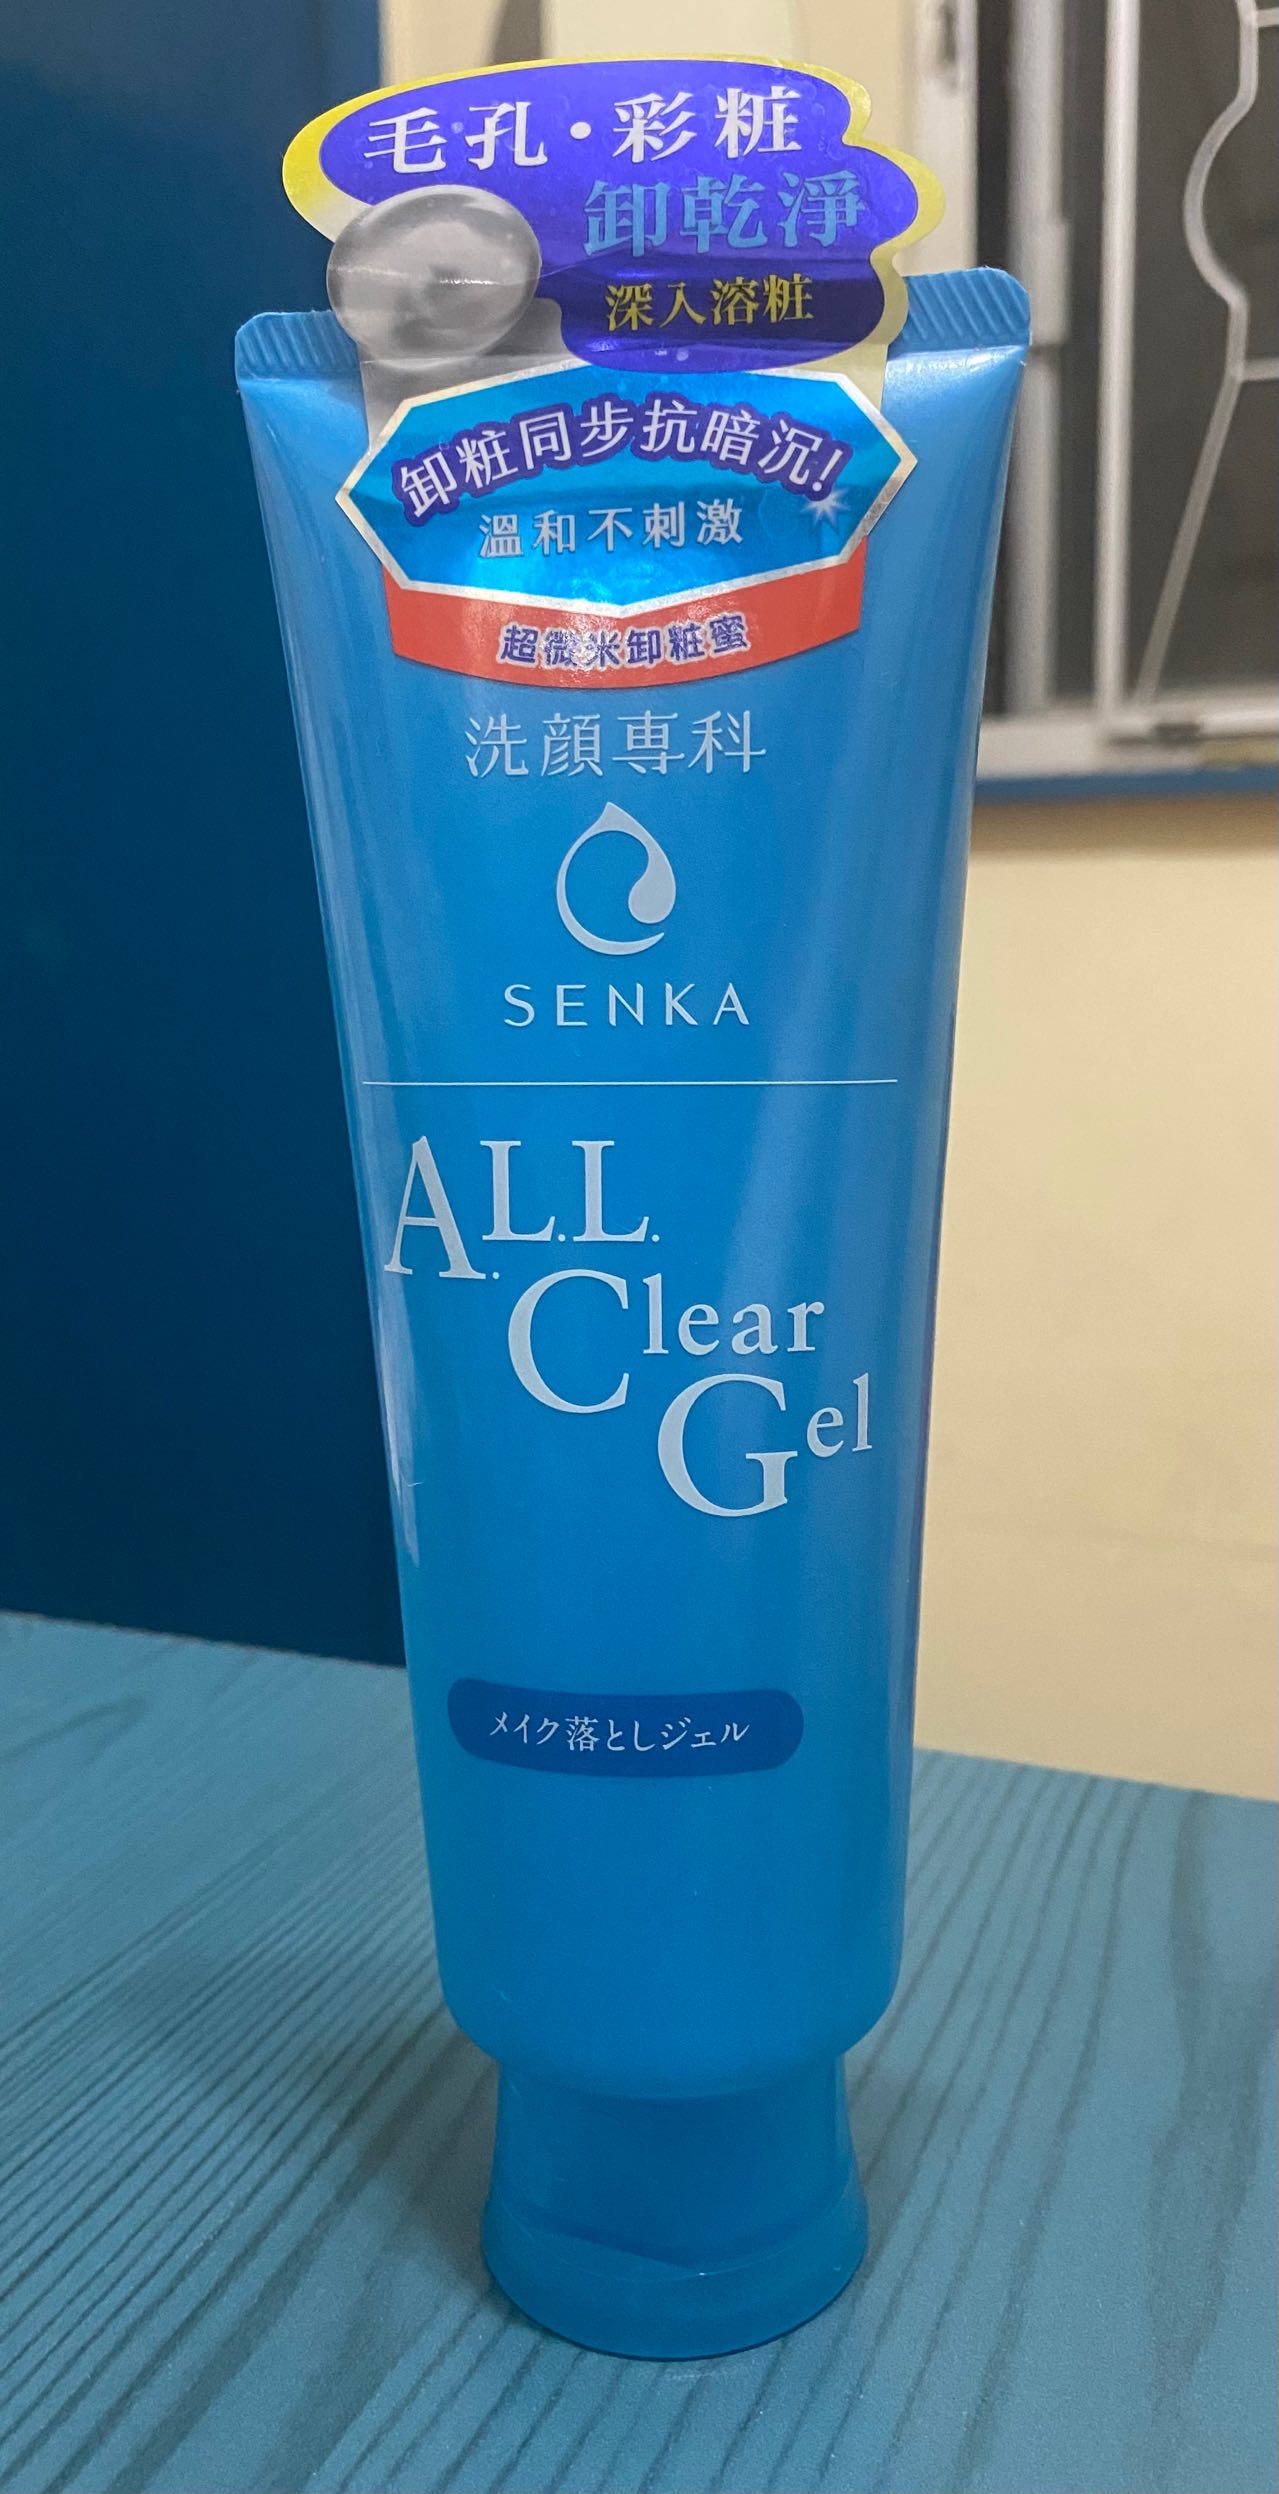 毛孔・彩粧
卸乾淨
深入溶粧
卸粧同步抗暗沉!
溫和不刺激
超微米卸粧蜜
洗顔専科
SENKA
A.L.L.
Clear
Gel
メイク落としジェル